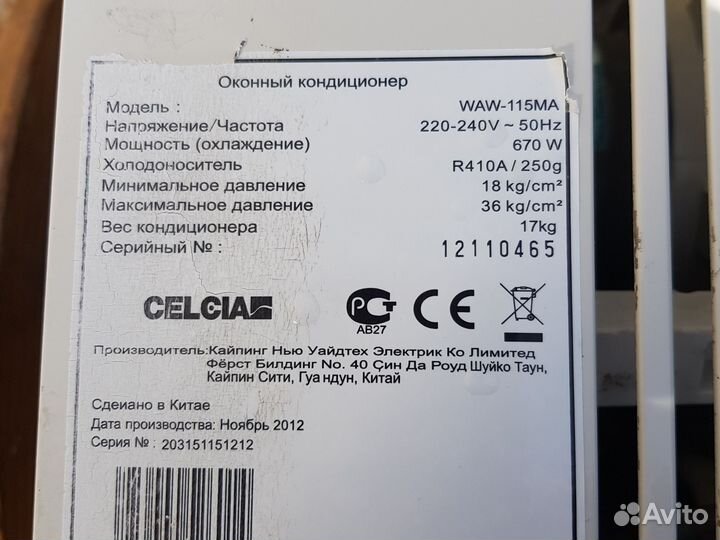 Оконный кондиционер
Модель : WAW-115MA
Напряжение/Частота 220-240V ~ 50Hz
Мощность (охлаждение) 670 W
Холодоноситель R410A / 250g
Минимальное давление 18 kg/cm²
Максимальное давление 36 kg/cm²
Вес кондиционера 17kg
Серийный № : 12110465
CELCIA
РСТ CE
АВ27
Производитель:Кайпинг Нью Уайдтех Электрик Ко Лимитед
Фёрст Билдинг No. 40 Çин Да Роуд Шуйко Таун,
Кайпин Сити, Гуа ндун, Китай
Сдеиано в Китае
Дата производства: Ноябрь 2012
Серия № : 203151151212
Avito